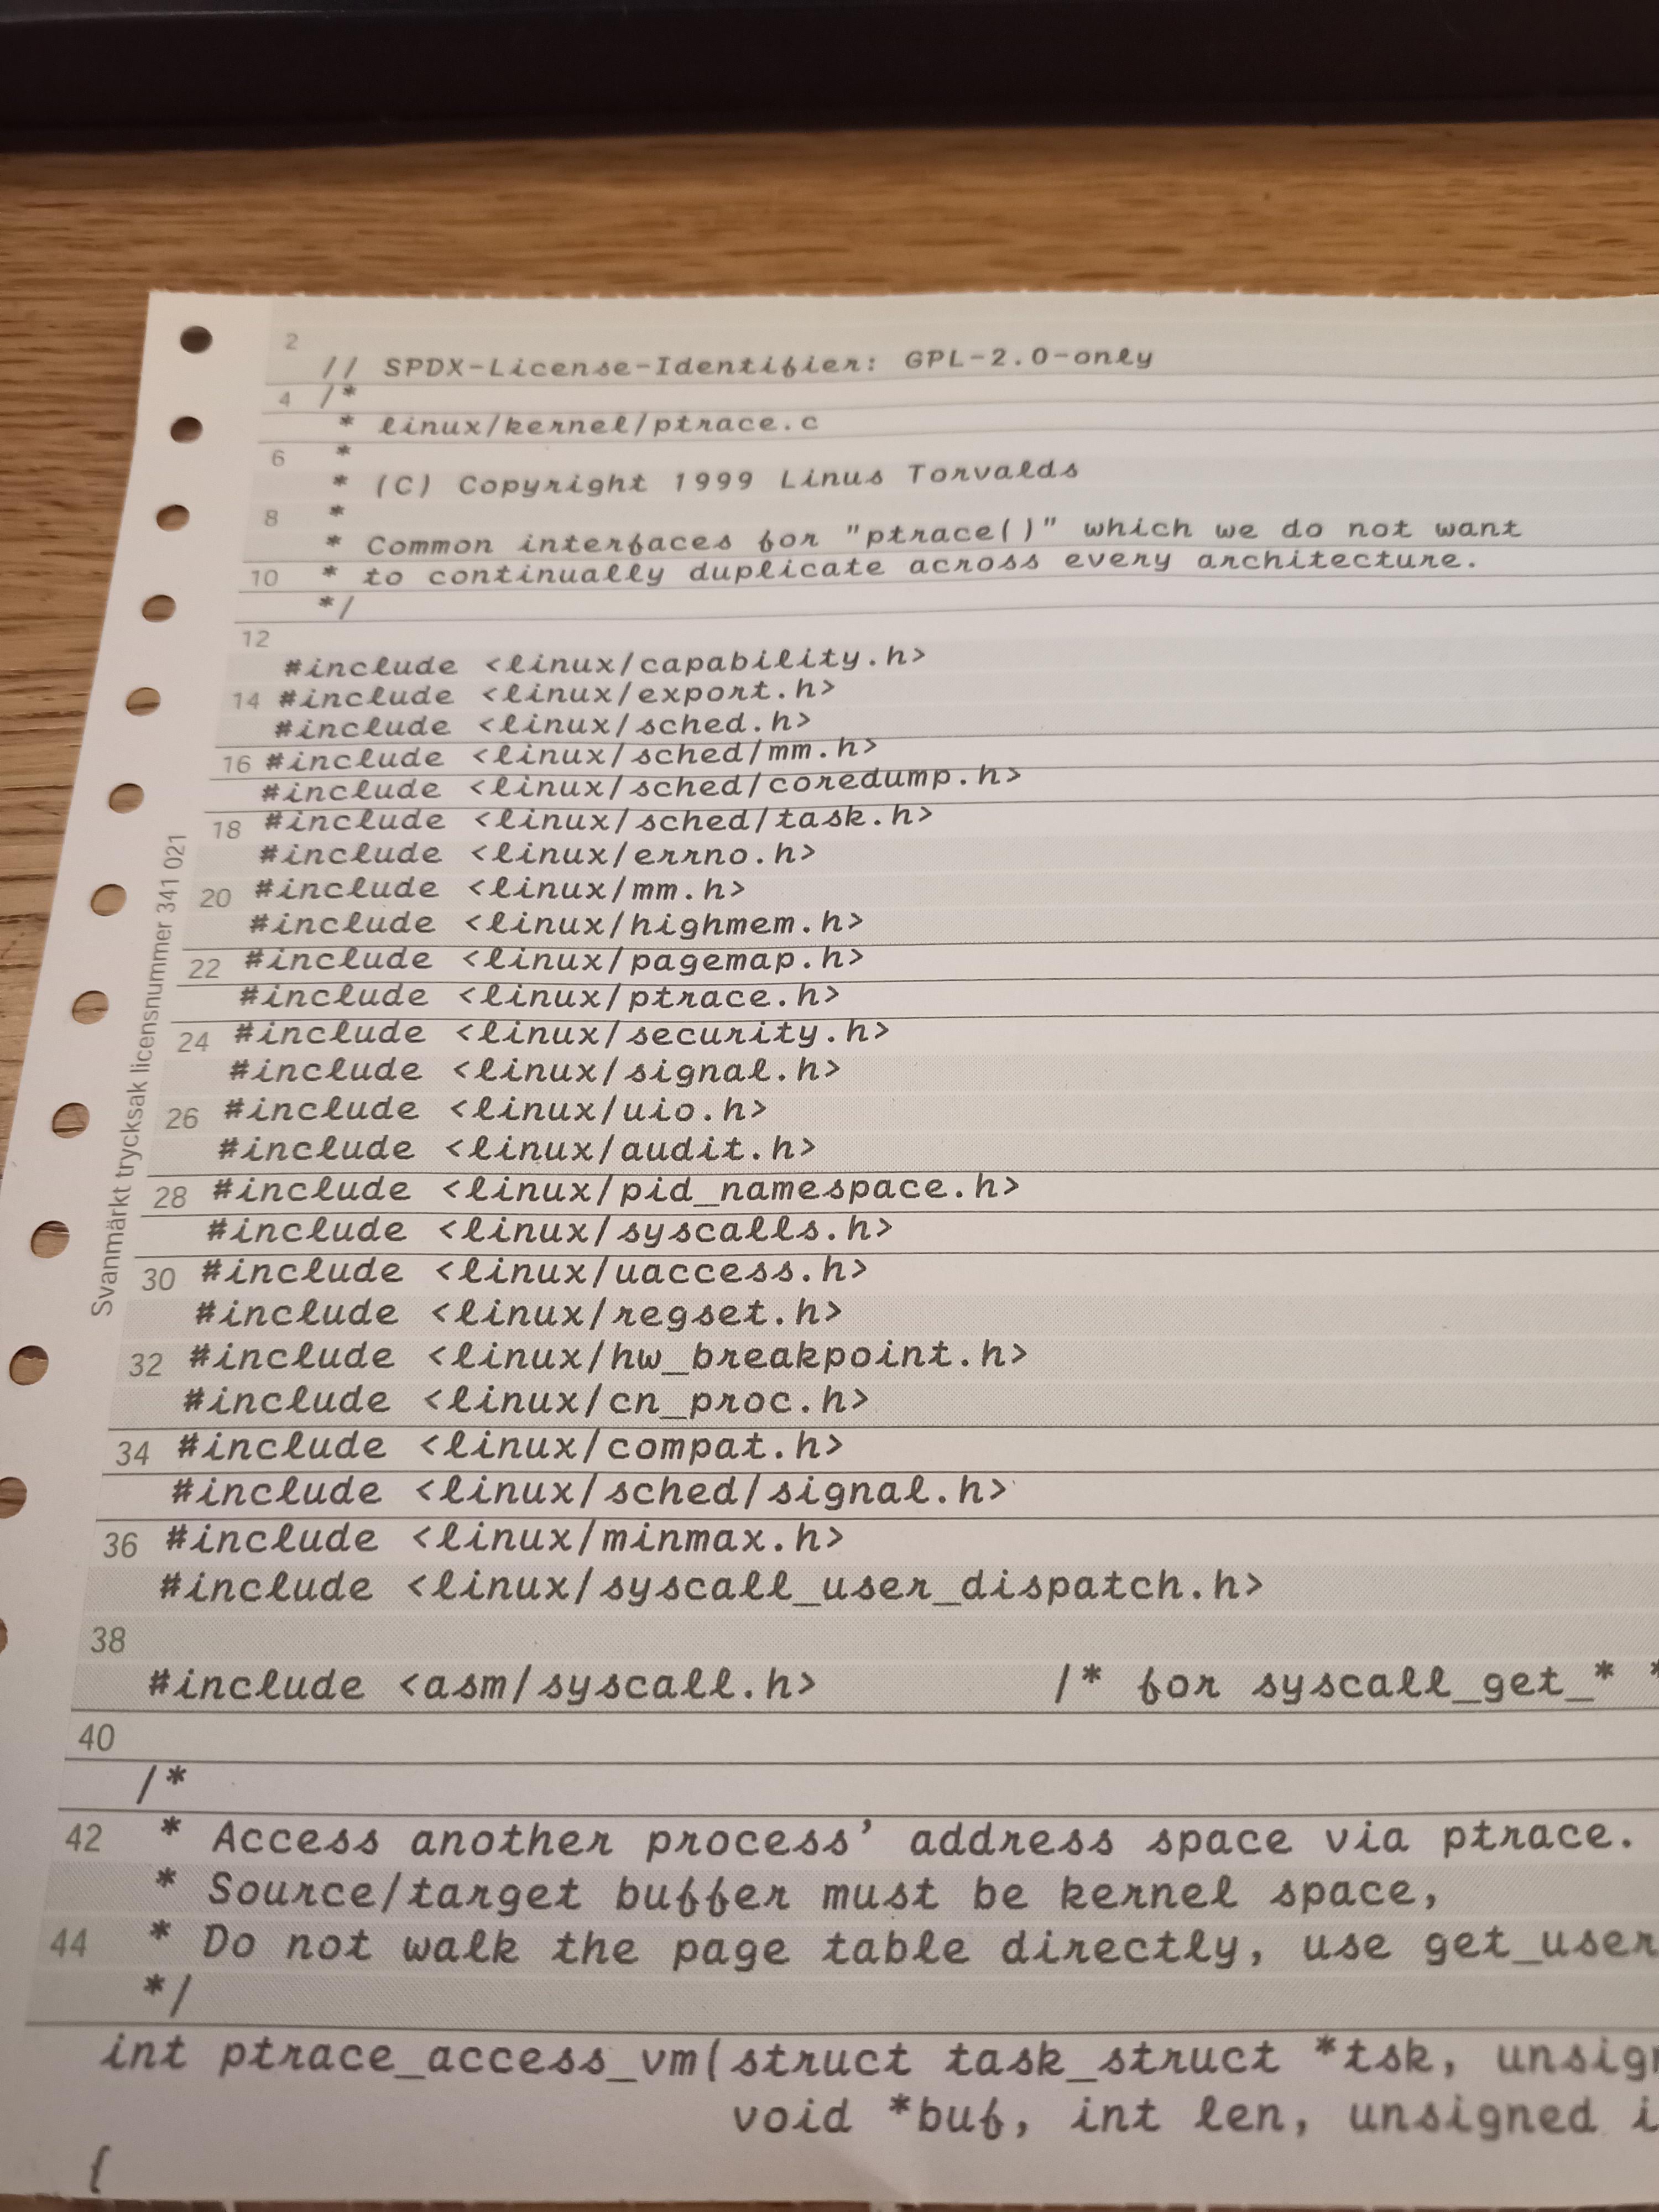 2
// SPDX-License-Identifier: GPL-2.0-only
4 /*
* linux/kernel/ptrace.c
6 *
* (C) Copyright 1999 Linus Torvalds
8 *
* Common interfaces for "ptrace()" which we do not want
10 * to continually duplicate across every architecture.
*/
12
#include <linux/capability.h>
14 #include <linux/export.h>
#include <linux/sched.h>
16 #include <linux/sched/mm.h>
#include <linux/sched/coredump.h>
18 #include <linux/sched/task.h>
#include <linux/errno.h>
20 #include <linux/mm.h>
#include <linux/highmem.h>
22 #include <linux/pagemap.h>
#include <linux/ptrace.h>
24 #include <linux/security.h>
#include <linux/signal.h>
26 #include <linux/uio.h>
#include <linux/audit.h>
28 #include <linux/pid_namespace.h>
#include <linux/syscalls.h>
30 #include <linux/uaccess.h>
#include <linux/regset.h>
32 #include <linux/hw_breakpoint.h>
#include <linux/cn_proc.h>
34 #include <linux/compat.h>
#include <linux/sched/signal.h>
36 #include <linux/minmax.h>
#include <linux/syscall_user_dispatch.h>
38
#include <asm/syscall.h> /* for syscall_get_* *
40
/*
42 * Access another process' address space via ptrace.
* Source/target buffer must be kernel space,
44 * Do not walk the page table directly, use get_user
*/
int ptrace_access_vm(struct task_struct *tsk, unsign
void *buf, int len, unsigned i
{
Svanmärkt trycksak licensnummer 341 021